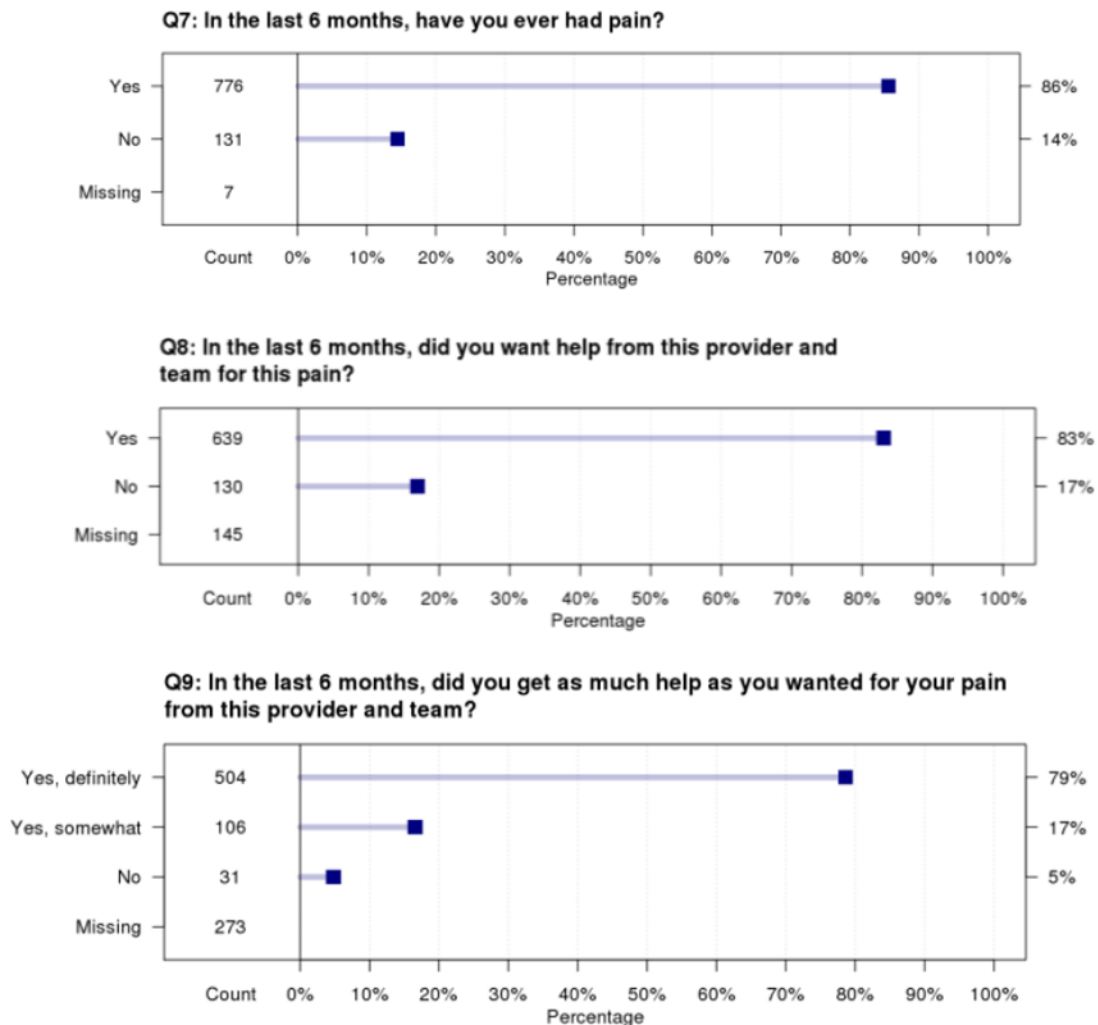 Q7: In the last 6 months, have you ever had pain?
Yes 776 86%
No 131 14%
Missing 7
Count 0% 10% 20% 30% 40% 50% 60% 70% 80% 90% 100%
Percentage
Q8: In the last 6 months, did you want help from this provider and
team for this pain?
Yes 639 83%
No 130 17%
Missing 145
Count 0% 10% 20% 30% 40% 50% 60% 70% 80% 90% 100%
Percentage
Q9: In the last 6 months, did you get as much help as you wanted for your pain
from this provider and team?
Yes, definitely 504 79%
Yes, somewhat 106 17%
No 31 5%
Missing 273
Count 0% 10% 20% 30% 40% 50% 60% 70% 80% 90% 100%
Percentage